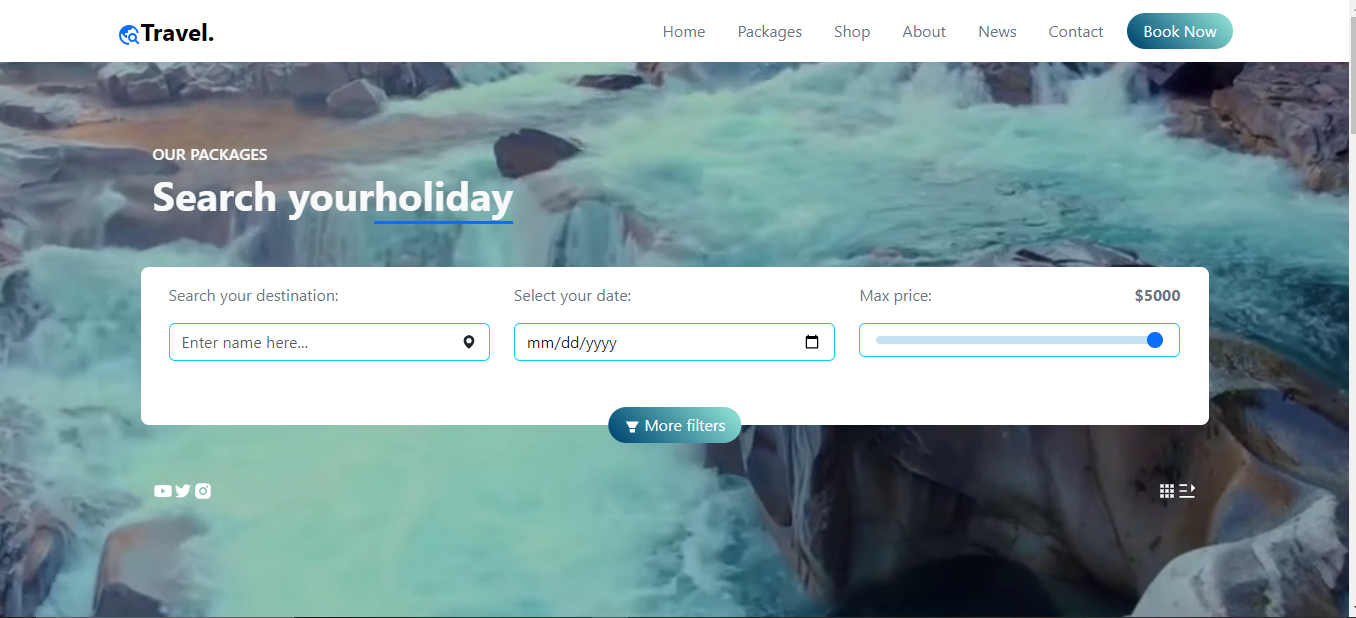 Travel.
Home Packages Shop About News Contact Book Now
OUR PACKAGES
Search yourholiday
Search your destination: Select your date: Max price: $5000
Enter name here... mm/dd/yyyy
More filters